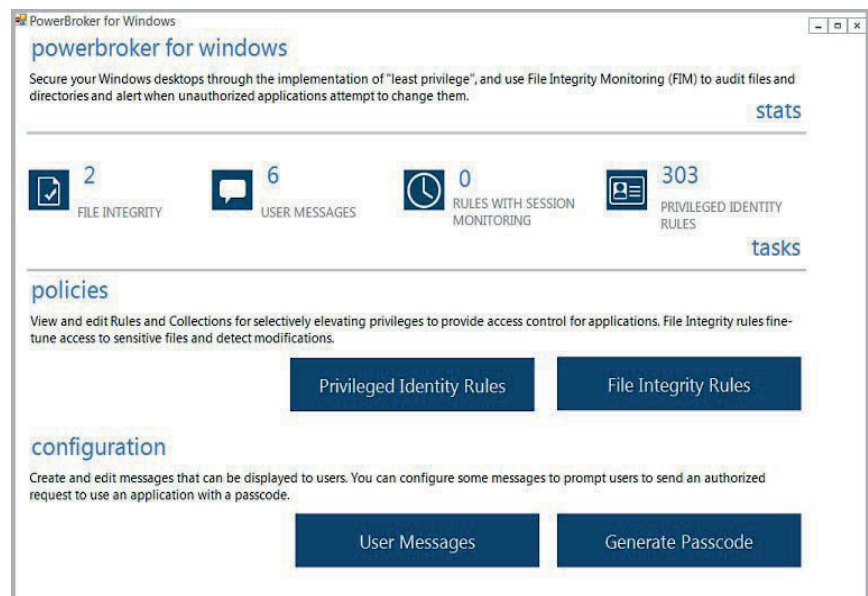 PowerBroker for Windows
powerbroker for windows
Secure your Windows desktops through the implementation of "least privilege", and use File Integrity Monitoring (FIM) to audit files and
directories and alert when unauthorized applications attempt to change them.
stats
2
FILE INTEGRITY
6
USER MESSAGES
0
RULES WITH SESSION
MONITORING
303
PRIVILEGED IDENTITY
RULES
tasks
policies
View and edit Rules and Collections for selectively elevating privileges to provide access control for applications. File Integrity rules fine-
tune access to sensitive files and detect modifications.
Privileged Identity Rules
File Integrity Rules
configuration
Create and edit messages that can be displayed to users. You can configure some messages to prompt users to send an authorized
request to use an application with a passcode.
User Messages
Generate Passcode